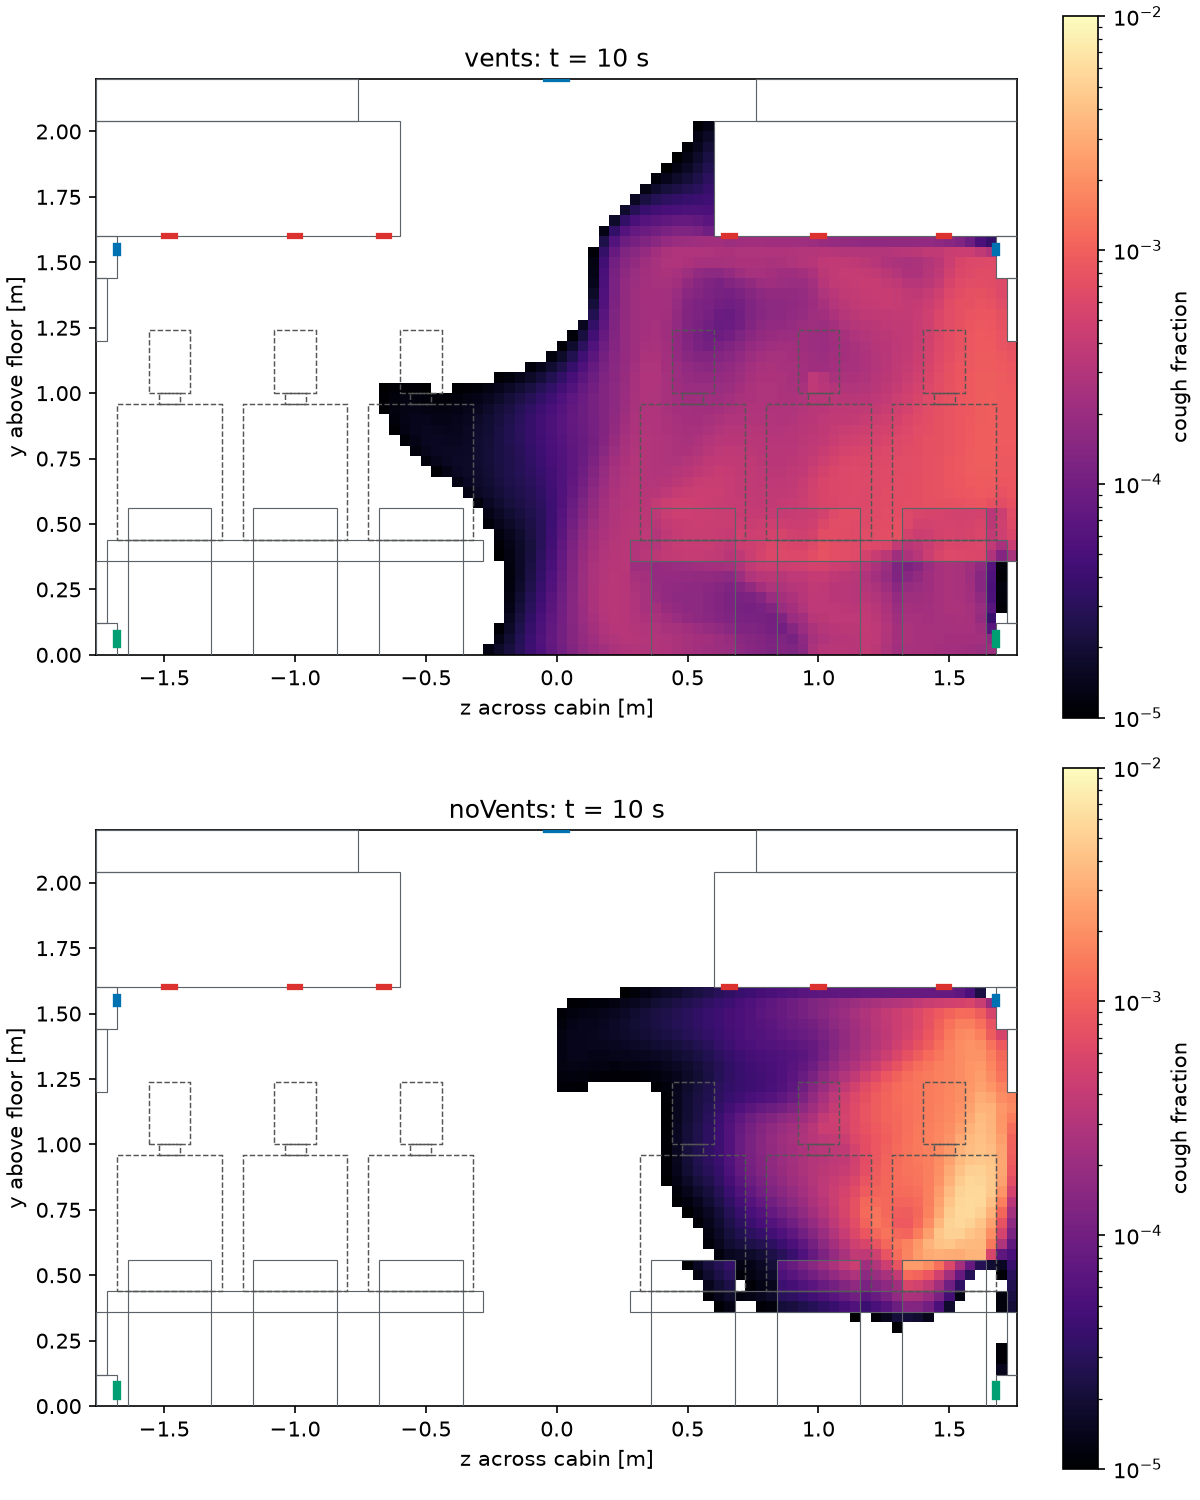 vents: t = 10 s
10⁻²
2.00
1.75
1.50
1.25
1.00
0.75
0.50
0.25
0.00
y above floor [m]
10⁻³
10⁻⁴
10⁻⁵
cough fraction
−1.5 −1.0 −0.5 0.0 0.5 1.0 1.5
z across cabin [m]
noVents: t = 10 s
10⁻²
2.00
1.75
1.50
1.25
1.00
0.75
0.50
0.25
0.00
y above floor [m]
10⁻³
10⁻⁴
10⁻⁵
cough fraction
−1.5 −1.0 −0.5 0.0 0.5 1.0 1.5
z across cabin [m]